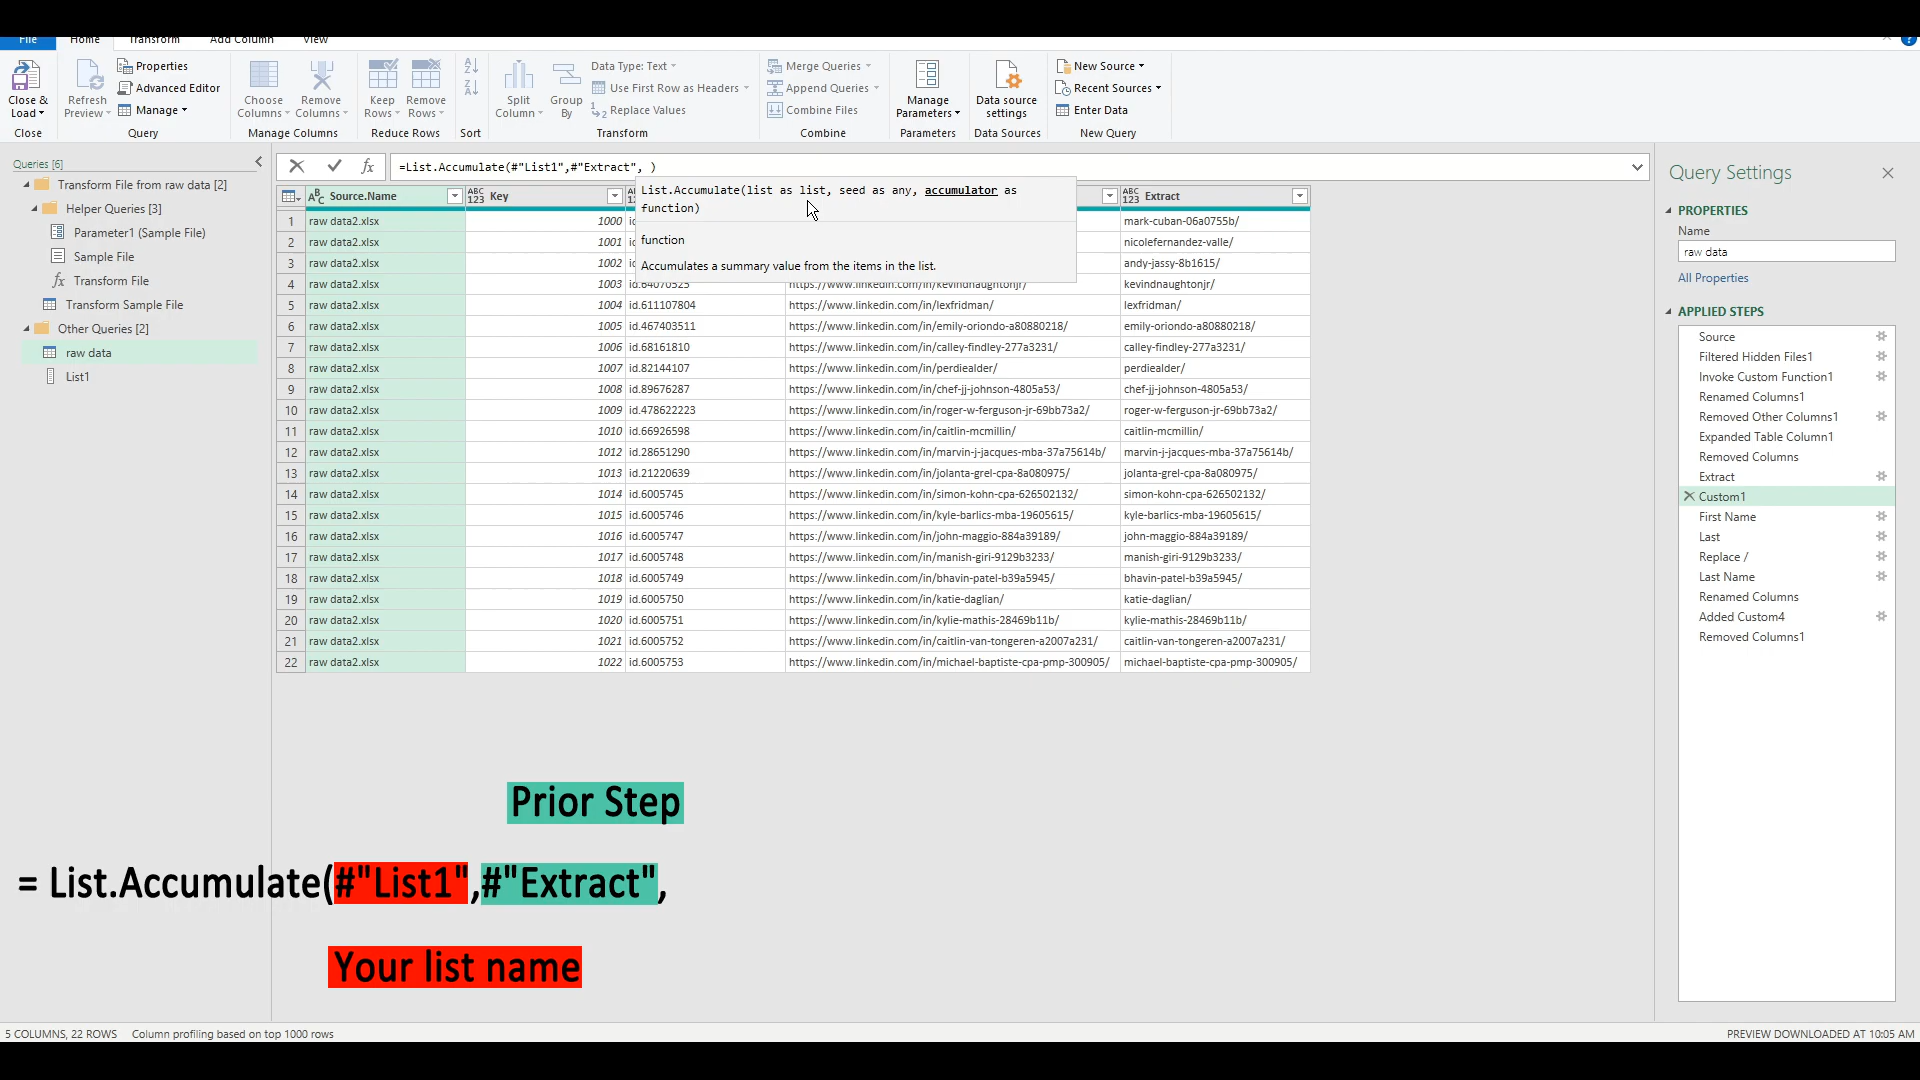 File Home Transform Add Column View
Close & Load
Close
Refresh Preview
Properties
Advanced Editor
Manage
Query
Choose Columns
Remove Columns
Manage Columns
Keep Rows
Remove Rows
Reduce Rows
Sort
Split Column
Group By
Data Type: Text
Use First Row as Headers
Replace Values
Transform
Merge Queries
Append Queries
Combine Files
Combine
Manage Parameters
Parameters
Data source settings
Data Sources
New Source
Recent Sources
Enter Data
New Query
Queries [6]
Transform File from raw data [2]
Helper Queries [3]
Parameter1 (Sample File)
Sample File
fx Transform File
Transform Sample File
Other Queries [2]
raw data
List1
fx =List.Accumulate(#"List1",#"Extract", )
List.Accumulate(list as list, seed as any, accumulator as
function)
function
Accumulates a summary value from the items in the list.
Source.Name Key Extract
1 raw data2.xlsx 1000 mark-cuban-06a0755b/
2 raw data2.xlsx 1001 nicolefernandez-valle/
3 raw data2.xlsx 1002 andy-jassy-8b1615/
4 raw data2.xlsx 1003 id.64070525 https://www.linkedin.com/in/kevindnaughtonjr/ kevindnaughtonjr/
5 raw data2.xlsx 1004 id.611107804 https://www.linkedin.com/in/lexfridman/ lexfridman/
6 raw data2.xlsx 1005 id.467403511 https://www.linkedin.com/in/emily-oriondo-a80880218/ emily-oriondo-a80880218/
7 raw data2.xlsx 1006 id.68161810 https://www.linkedin.com/in/calley-findley-277a3231/ calley-findley-277a3231/
8 raw data2.xlsx 1007 id.82144107 https://www.linkedin.com/in/perdiealder/ perdiealder/
9 raw data2.xlsx 1008 id.89676287 https://www.linkedin.com/in/chef-jj-johnson-4805a53/ chef-jj-johnson-4805a53/
10 raw data2.xlsx 1009 id.478622223 https://www.linkedin.com/in/roger-w-ferguson-jr-69bb73a2/ roger-w-ferguson-jr-69bb73a2/
11 raw data2.xlsx 1010 id.66926598 https://www.linkedin.com/in/caitlin-mcmillin/ caitlin-mcmillin/
12 raw data2.xlsx 1012 id.28651290 https://www.linkedin.com/in/marvin-j-jacques-mba-37a75614b/ marvin-j-jacques-mba-37a75614b/
13 raw data2.xlsx 1013 id.21220639 https://www.linkedin.com/in/jolanta-grel-cpa-8a080975/ jolanta-grel-cpa-8a080975/
14 raw data2.xlsx 1014 id.6005745 https://www.linkedin.com/in/simon-kohn-cpa-626502132/ simon-kohn-cpa-626502132/
15 raw data2.xlsx 1015 id.6005746 https://www.linkedin.com/in/kyle-barlics-mba-19605615/ kyle-barlics-mba-19605615/
16 raw data2.xlsx 1016 id.6005747 https://www.linkedin.com/in/john-maggio-884a39189/ john-maggio-884a39189/
17 raw data2.xlsx 1017 id.6005748 https://www.linkedin.com/in/manish-giri-9129b3233/ manish-giri-9129b3233/
18 raw data2.xlsx 1018 id.6005749 https://www.linkedin.com/in/bhavin-patel-b39a5945/ bhavin-patel-b39a5945/
19 raw data2.xlsx 1019 id.6005750 https://www.linkedin.com/in/katie-daglian/ katie-daglian/
20 raw data2.xlsx 1020 id.6005751 https://www.linkedin.com/in/kylie-mathis-28469b11b/ kylie-mathis-28469b11b/
21 raw data2.xlsx 1021 id.6005752 https://www.linkedin.com/in/caitlin-van-tongeren-a2007a231/ caitlin-van-tongeren-a2007a231/
22 raw data2.xlsx 1022 id.6005753 https://www.linkedin.com/in/michael-baptiste-cpa-pmp-300905/ michael-baptiste-cpa-pmp-300905/
Prior Step
= List.Accumulate(#"List1",#"Extract",
Your list name
Query Settings
PROPERTIES
Name
raw data
All Properties
APPLIED STEPS
Source
Filtered Hidden Files1
Invoke Custom Function1
Renamed Columns1
Removed Other Columns1
Expanded Table Column1
Removed Columns
Extract
Custom1
First Name
Last
Replace /
Last Name
Renamed Columns
Added Custom4
Removed Columns1
5 COLUMNS, 22 ROWS Column profiling based on top 1000 rows
PREVIEW DOWNLOADED AT 10:05 AM